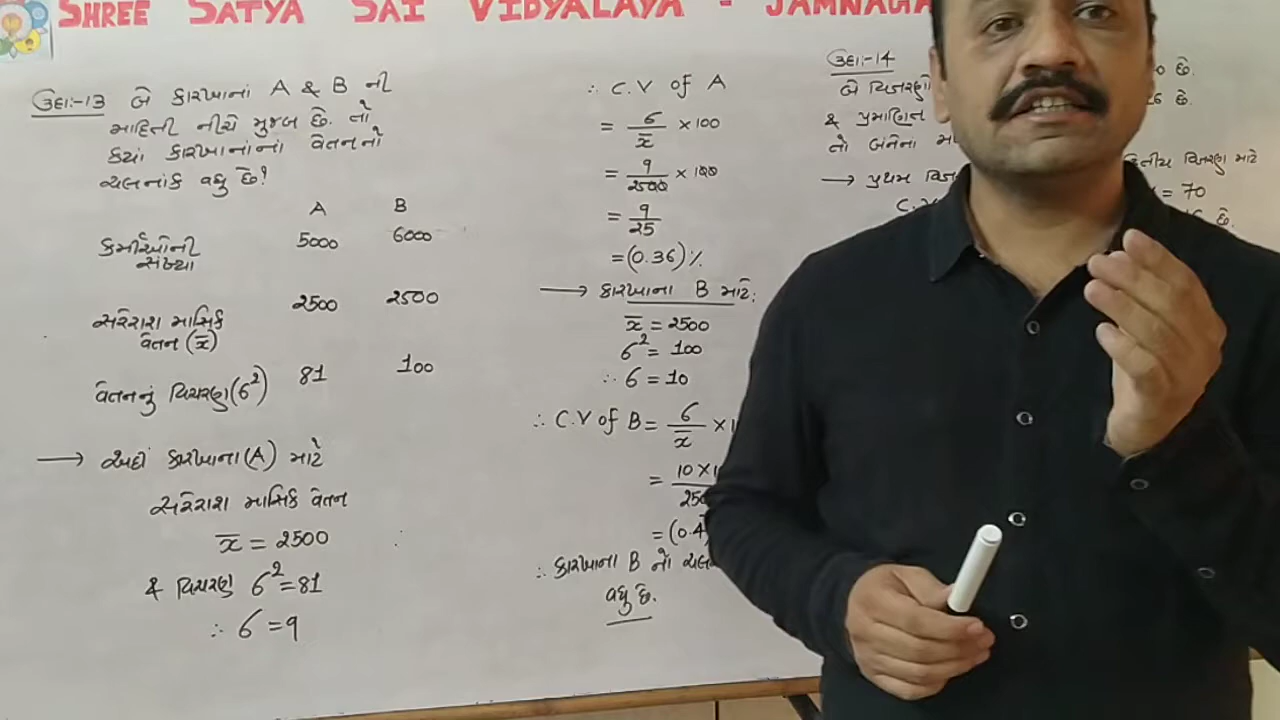 SHREE SATYA SAI VIDYALAYA - JAMNAGA
ઉદા:-13 બે કારખાનાં A & B ની
માહિતી નીચે મુજબ છે. તો
કયાં કારખાનાંનાં વેતનનો
ચલનાંક વધુ છે?
A B
કર્મીઓની સંખ્યા 5000 6000
સરેરાશ માસિક વેતન (x̄) 2500 2500
વેતનનું વિચરણ (σ²) 81 100
→ અહીં કારખાના (A) માટે
સરેરાશ માસિક વેતન
x̄ = 2500
& વિચરણ σ² = 81
∴ σ = 9
∴ C.V of A
= σ/x̄ × 100
= 9/2500 × 100
= 9/25
= (0.36) %
→ કારખાના B માટે:
x̄ = 2500
σ² = 100
∴ σ = 10
∴ C.V of B = σ/x̄ × 1
= 10 × 1
= (0.4
∴ કારખાના B નો
વધુ છે.
ઉદા:-14
છે.
& પ્રમાણિત
તો બંનેના
→ પ્રથમ
માટે
= 70
છે.